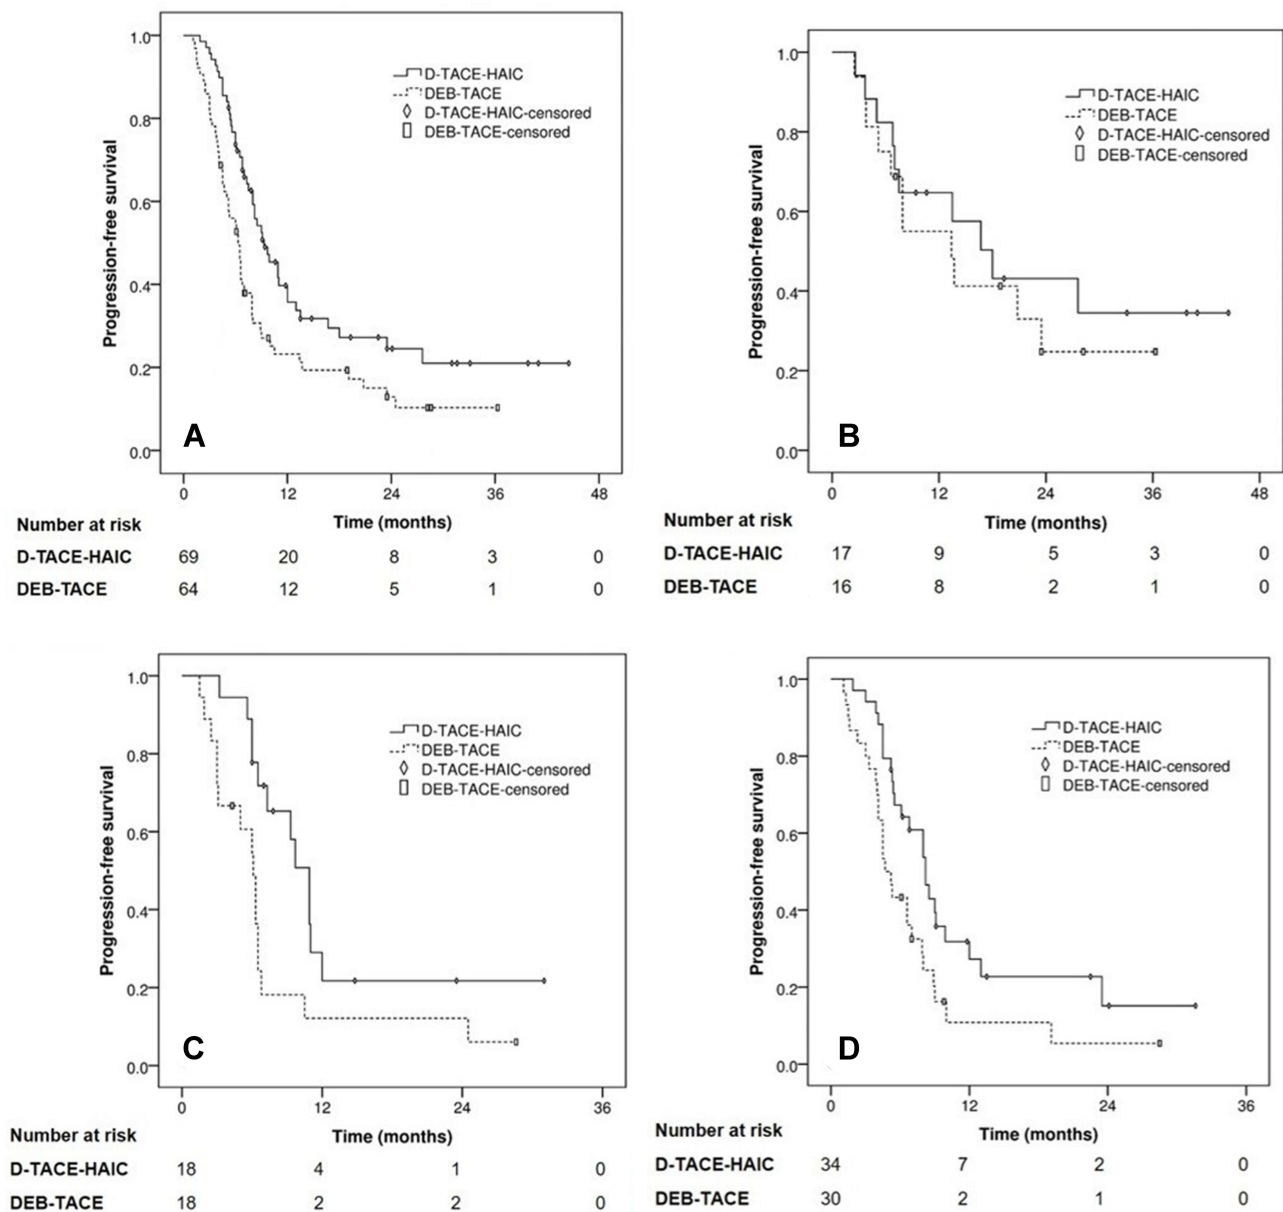 1.0
0.8
0.6
0.4
0.2
0.0
Progression-free survival
D-TACE-HAIC
DEB-TACE
D-TACE-HAIC-censored
DEB-TACE-censored
A
0 12 24 36 48
Time (months)
Number at risk
D-TACE-HAIC 69 20 8 3 0
DEB-TACE 64 12 5 1 0
1.0
0.8
0.6
0.4
0.2
0.0
Progression-free survival
D-TACE-HAIC
DEB-TACE
D-TACE-HAIC-censored
DEB-TACE-censored
B
0 12 24 36 48
Time (months)
Number at risk
D-TACE-HAIC 17 9 5 3 0
DEB-TACE 16 8 2 1 0
1.0
0.8
0.6
0.4
0.2
0.0
Progression-free survival
D-TACE-HAIC
DEB-TACE
D-TACE-HAIC-censored
DEB-TACE-censored
C
0 12 24 36
Time (months)
Number at risk
D-TACE-HAIC 18 4 1 0
DEB-TACE 18 2 2 0
1.0
0.8
0.6
0.4
0.2
0.0
Progression-free survival
D-TACE-HAIC
DEB-TACE
D-TACE-HAIC-censored
DEB-TACE-censored
D
0 12 24 36
Time (months)
Number at risk
D-TACE-HAIC 34 7 2 0
DEB-TACE 30 2 1 0